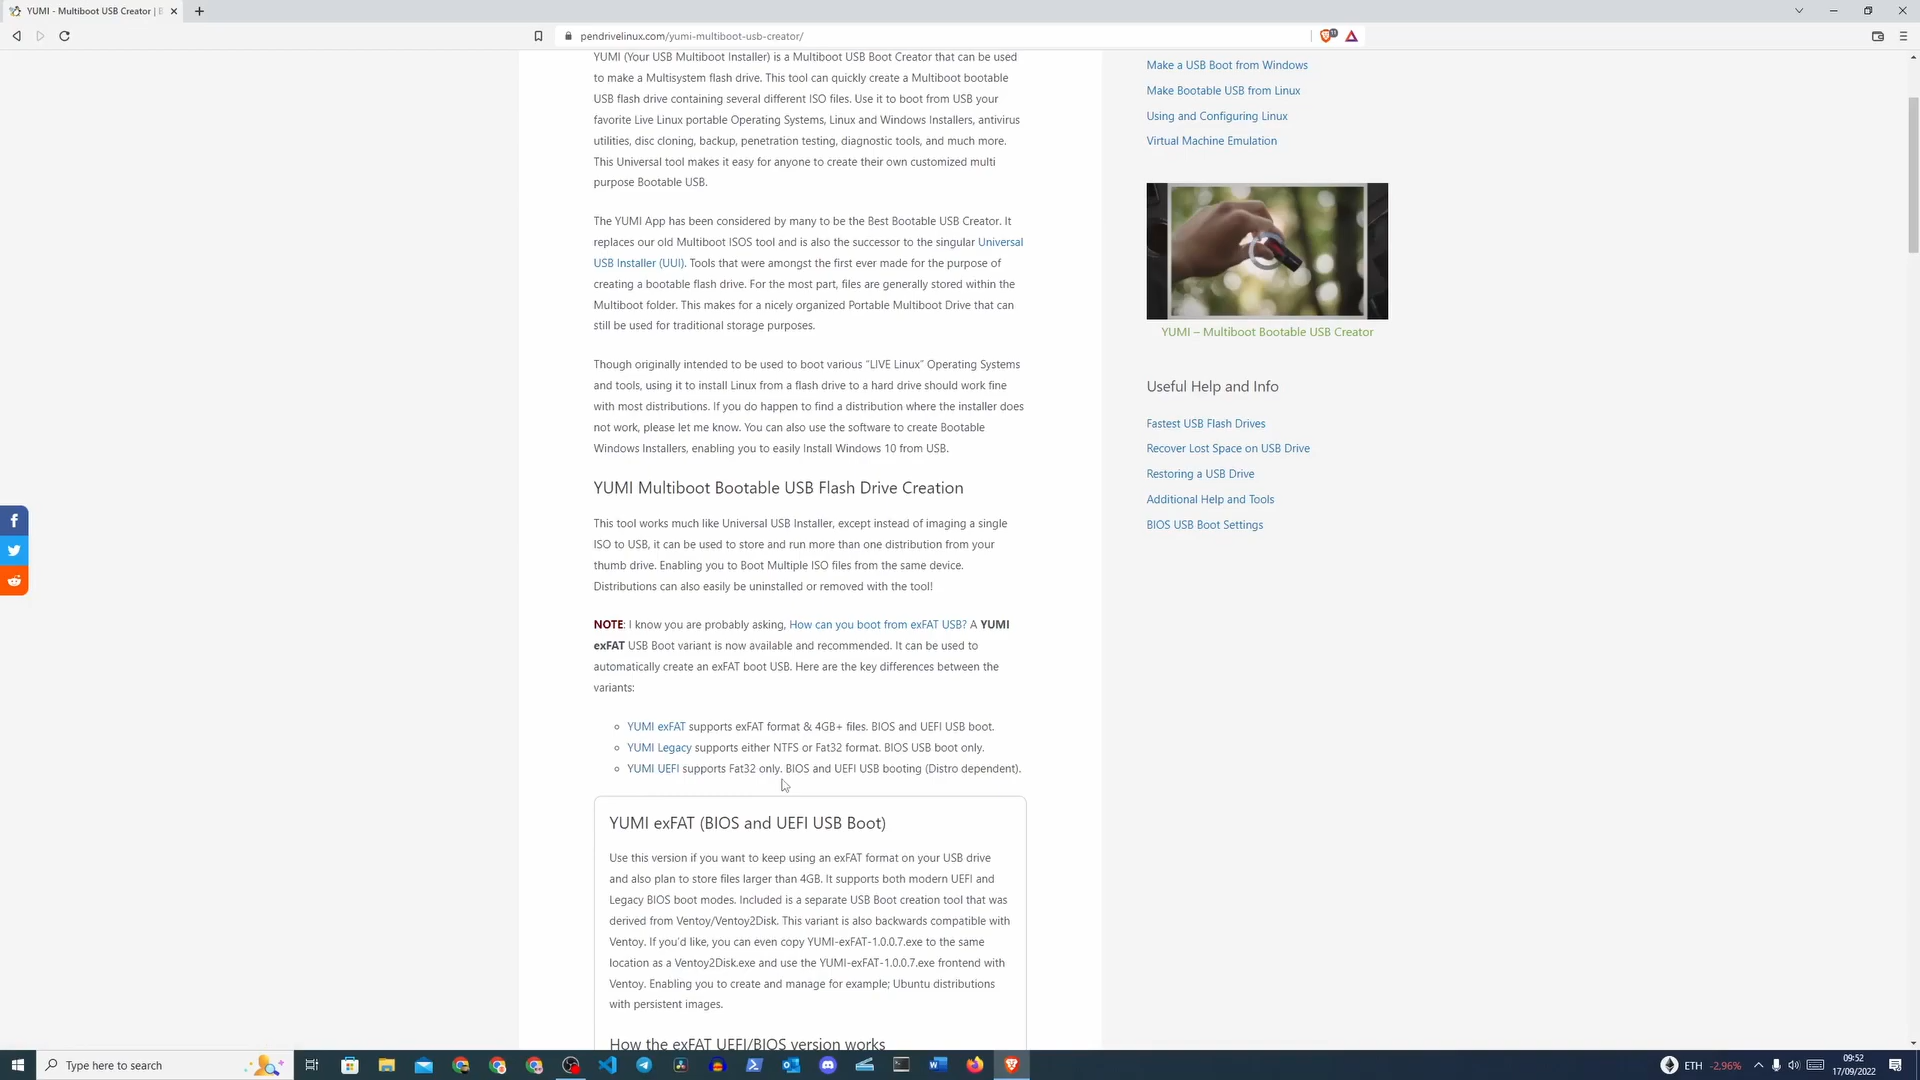 YUMI - Multiboot USB Creator | B
pendrivelinux.com/yumi-multiboot-usb-creator/
11
YUMI (Your USB Multiboot Installer) is a Multiboot USB Boot Creator that can be used
to make a Multisystem flash drive. This tool can quickly create a Multiboot bootable
USB flash drive containing several different ISO files. Use it to boot from USB your
favorite Live Linux portable Operating Systems, Linux and Windows Installers, antivirus
utilities, disc cloning, backup, penetration testing, diagnostic tools, and much more.
This Universal tool makes it easy for anyone to create their own customized multi
purpose Bootable USB.
The YUMI App has been considered by many to be the Best Bootable USB Creator. It
replaces our old Multiboot ISOS tool and is also the successor to the singular Universal
USB Installer (UUI). Tools that were amongst the first ever made for the purpose of
creating a bootable flash drive. For the most part, files are generally stored within the
Multiboot folder. This makes for a nicely organized Portable Multiboot Drive that can
still be used for traditional storage purposes.
Though originally intended to be used to boot various “LIVE Linux” Operating Systems
and tools, using it to install Linux from a flash drive to a hard drive should work fine
with most distributions. If you do happen to find a distribution where the installer does
not work, please let me know. You can also use the software to create Bootable
Windows Installers, enabling you to easily Install Windows 10 from USB.
YUMI Multiboot Bootable USB Flash Drive Creation
This tool works much like Universal USB Installer, except instead of imaging a single
ISO to USB, it can be used to store and run more than one distribution from your
thumb drive. Enabling you to Boot Multiple ISO files from the same device.
Distributions can also easily be uninstalled or removed with the tool!
NOTE: I know you are probably asking, How can you boot from exFAT USB? A YUMI
exFAT USB Boot variant is now available and recommended. It can be used to
automatically create an exFAT boot USB. Here are the key differences between the
variants:
YUMI exFAT supports exFAT format & 4GB+ files. BIOS and UEFI USB boot.
YUMI Legacy supports either NTFS or Fat32 format. BIOS USB boot only.
YUMI UEFI supports Fat32 only. BIOS and UEFI USB booting (Distro dependent).
YUMI exFAT (BIOS and UEFI USB Boot)
Use this version if you want to keep using an exFAT format on your USB drive
and also plan to store files larger than 4GB. It supports both modern UEFI and
Legacy BIOS boot modes. Included is a separate USB Boot creation tool that was
derived from Ventoy/Ventoy2Disk. This variant is also backwards compatible with
Ventoy. If you'd like, you can even copy YUMI-exFAT-1.0.0.7.exe to the same
location as a Ventoy2Disk.exe and use the YUMI-exFAT-1.0.0.7.exe frontend with
Ventoy. Enabling you to create and manage for example; Ubuntu distributions
with persistent images.
How the exFAT UEFI/BIOS version works
Make a USB Boot from Windows
Make Bootable USB from Linux
Using and Configuring Linux
Virtual Machine Emulation
YUMI – Multiboot Bootable USB Creator
Useful Help and Info
Fastest USB Flash Drives
Recover Lost Space on USB Drive
Restoring a USB Drive
Additional Help and Tools
BIOS USB Boot Settings
Type here to search
ETH -2,96%
09:52
17/09/2022